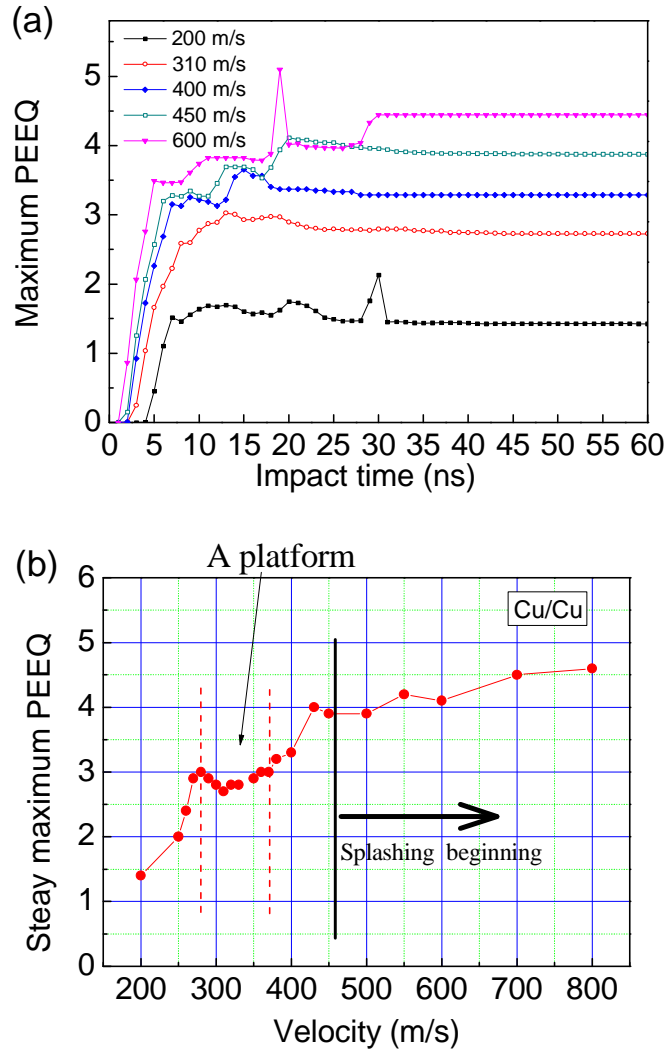 (a)
200 m/s
310 m/s
400 m/s
450 m/s
600 m/s
5
4
3
2
1
0
Maximum PEEQ
0 5 10 15 20 25 30 35 40 45 50 55 60
Impact time (ns)
(b)
A platform
Cu/Cu
6
5
4
3
2
1
0
Steay maximum PEEQ
Splashing beginning
200 300 400 500 600 700 800
Velocity (m/s)